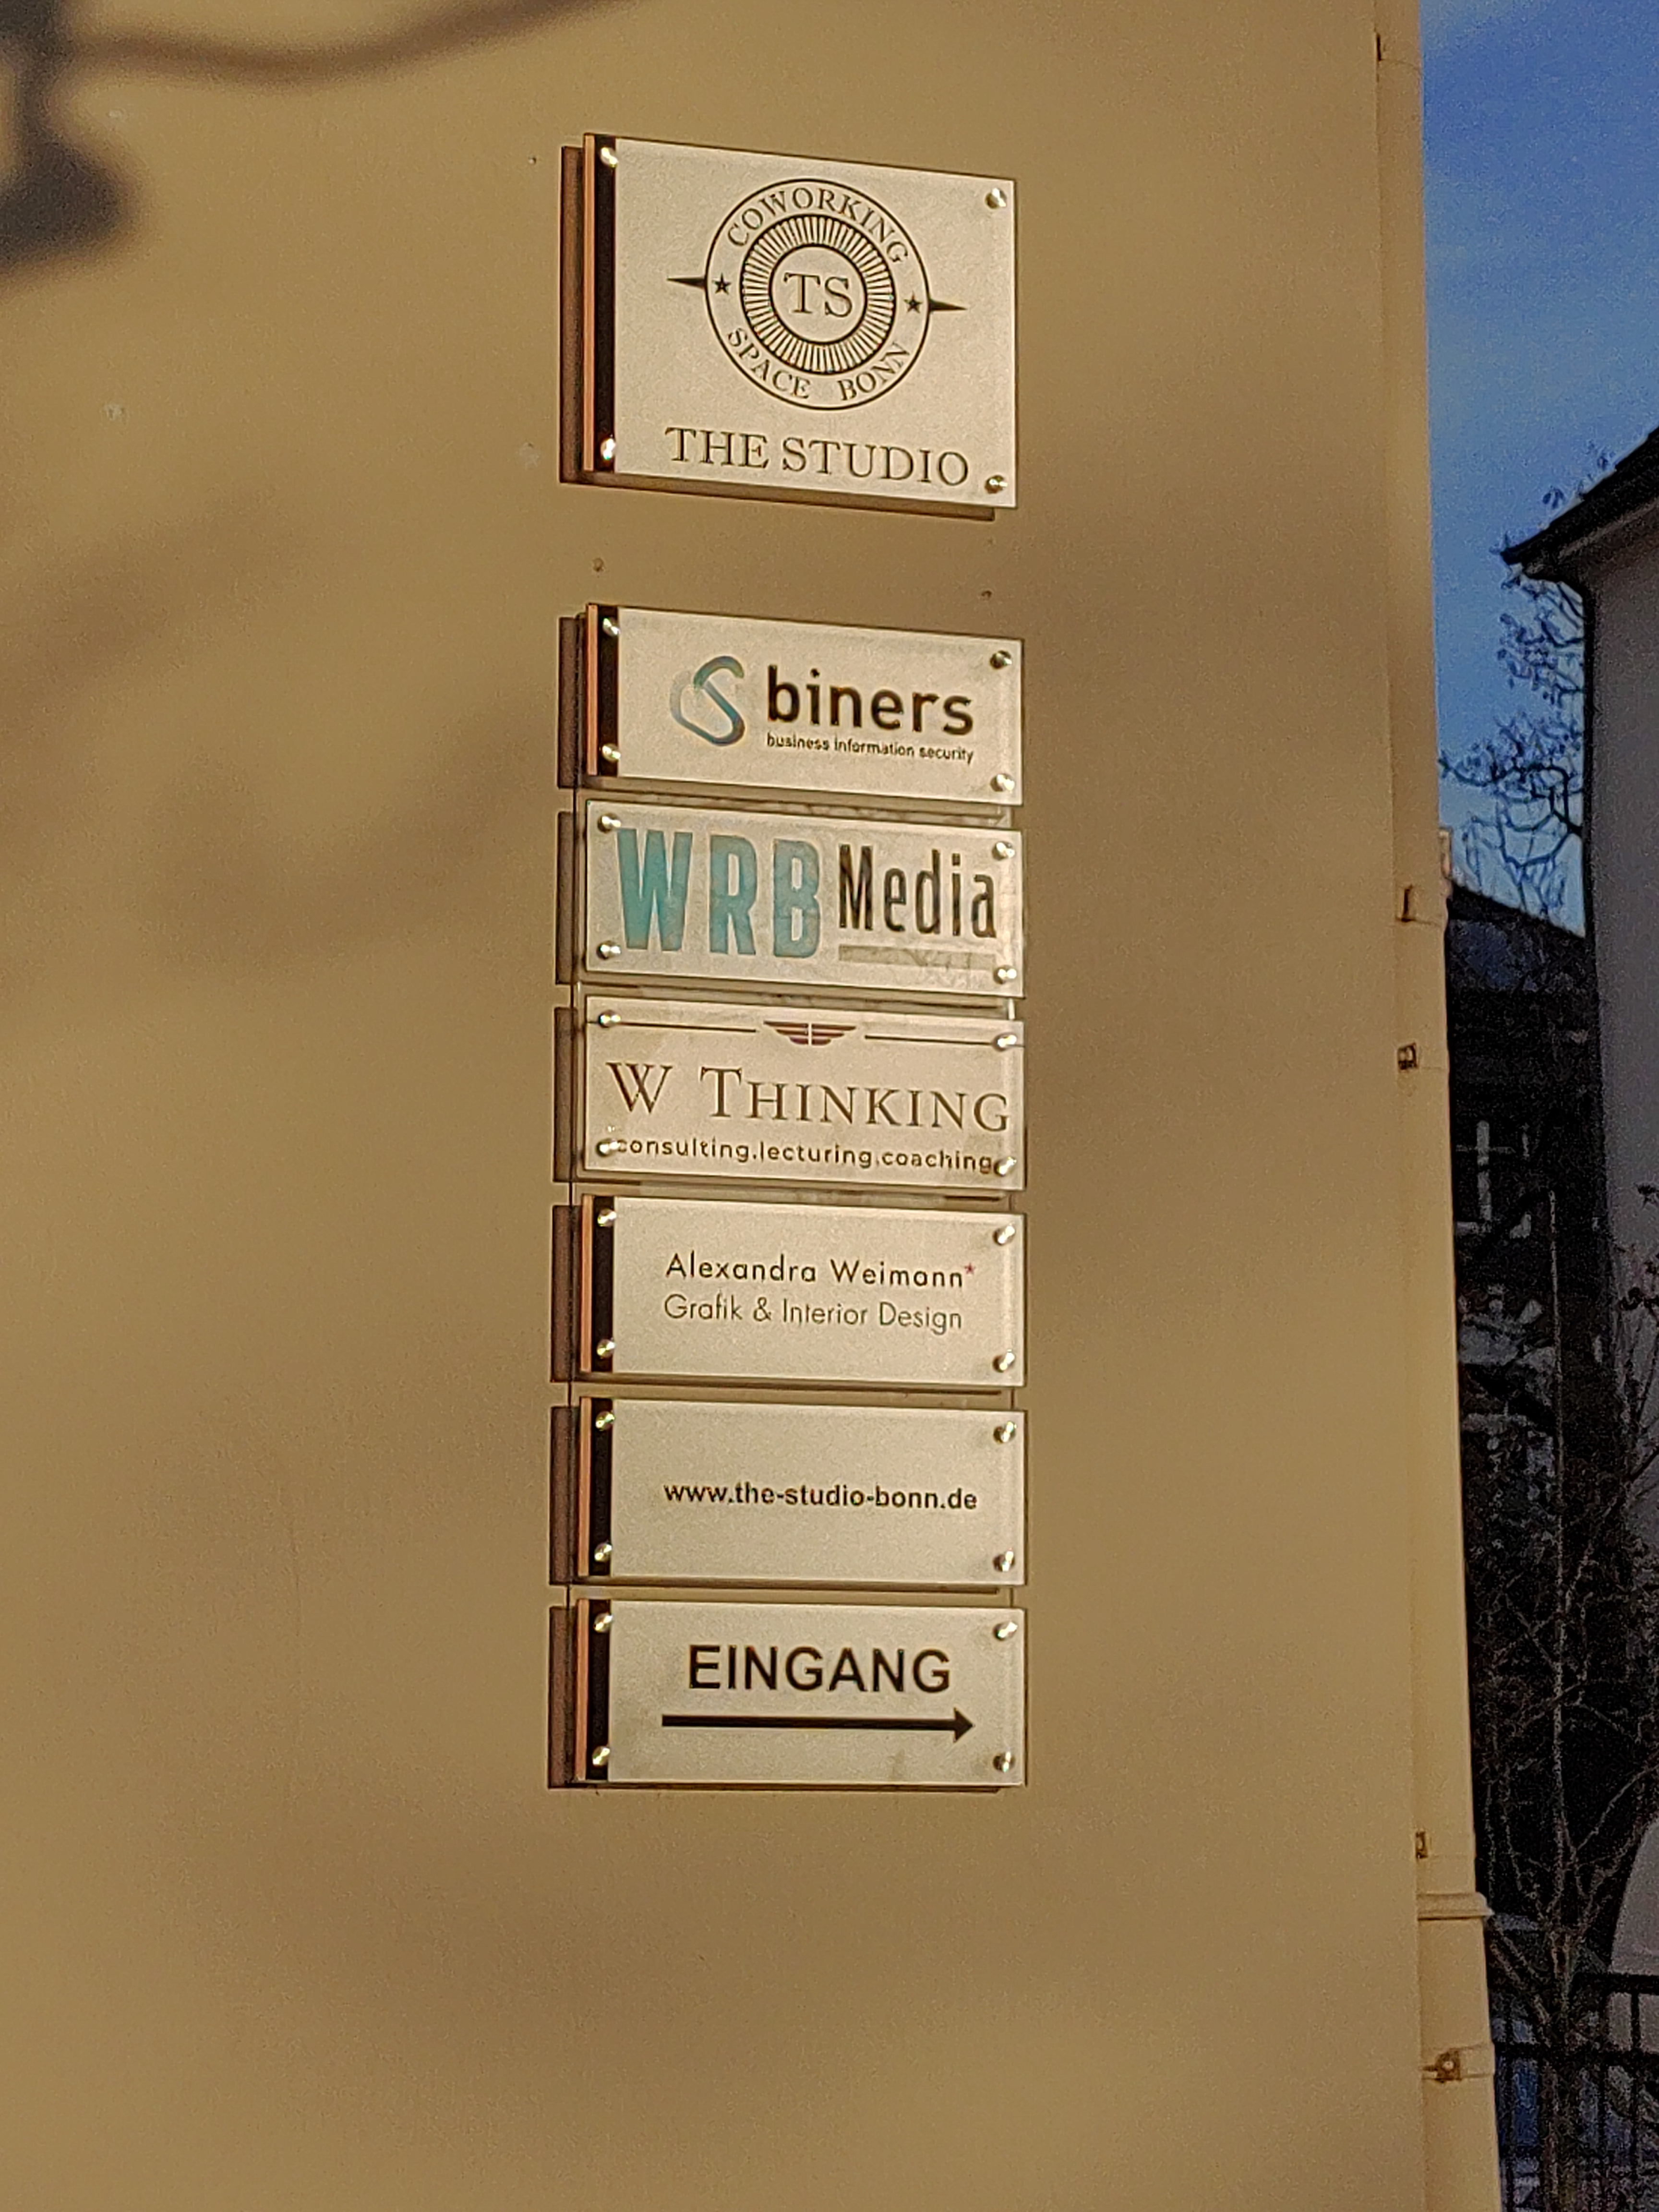 COWORKING
TS
SPACE BONN
THE STUDIO
biners
business information security
WRB Media
W THINKING
consulting.lecturing.coaching.
Alexandra Weimann*
Grafik & Interior Design
www.the-studio-bonn.de
EINGANG